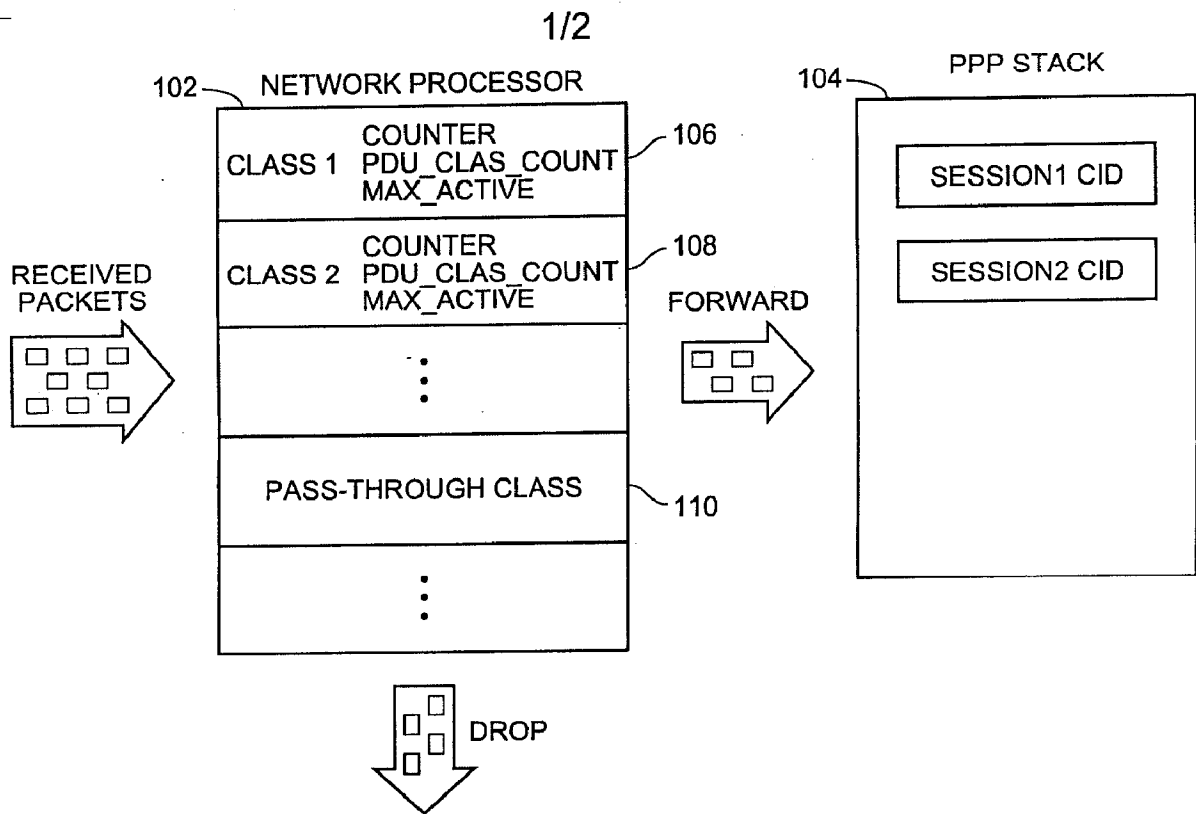 1/2
102
NETWORK PROCESSOR
CLASS 1
COUNTER
PDU_CLAS_COUNT
MAX_ACTIVE
106
CLASS 2
COUNTER
PDU_CLAS_COUNT
MAX_ACTIVE
108
PASS-THROUGH CLASS
110
RECEIVED
PACKETS
FORWARD
DROP
PPP STACK
104
SESSION1 CID
SESSION2 CID